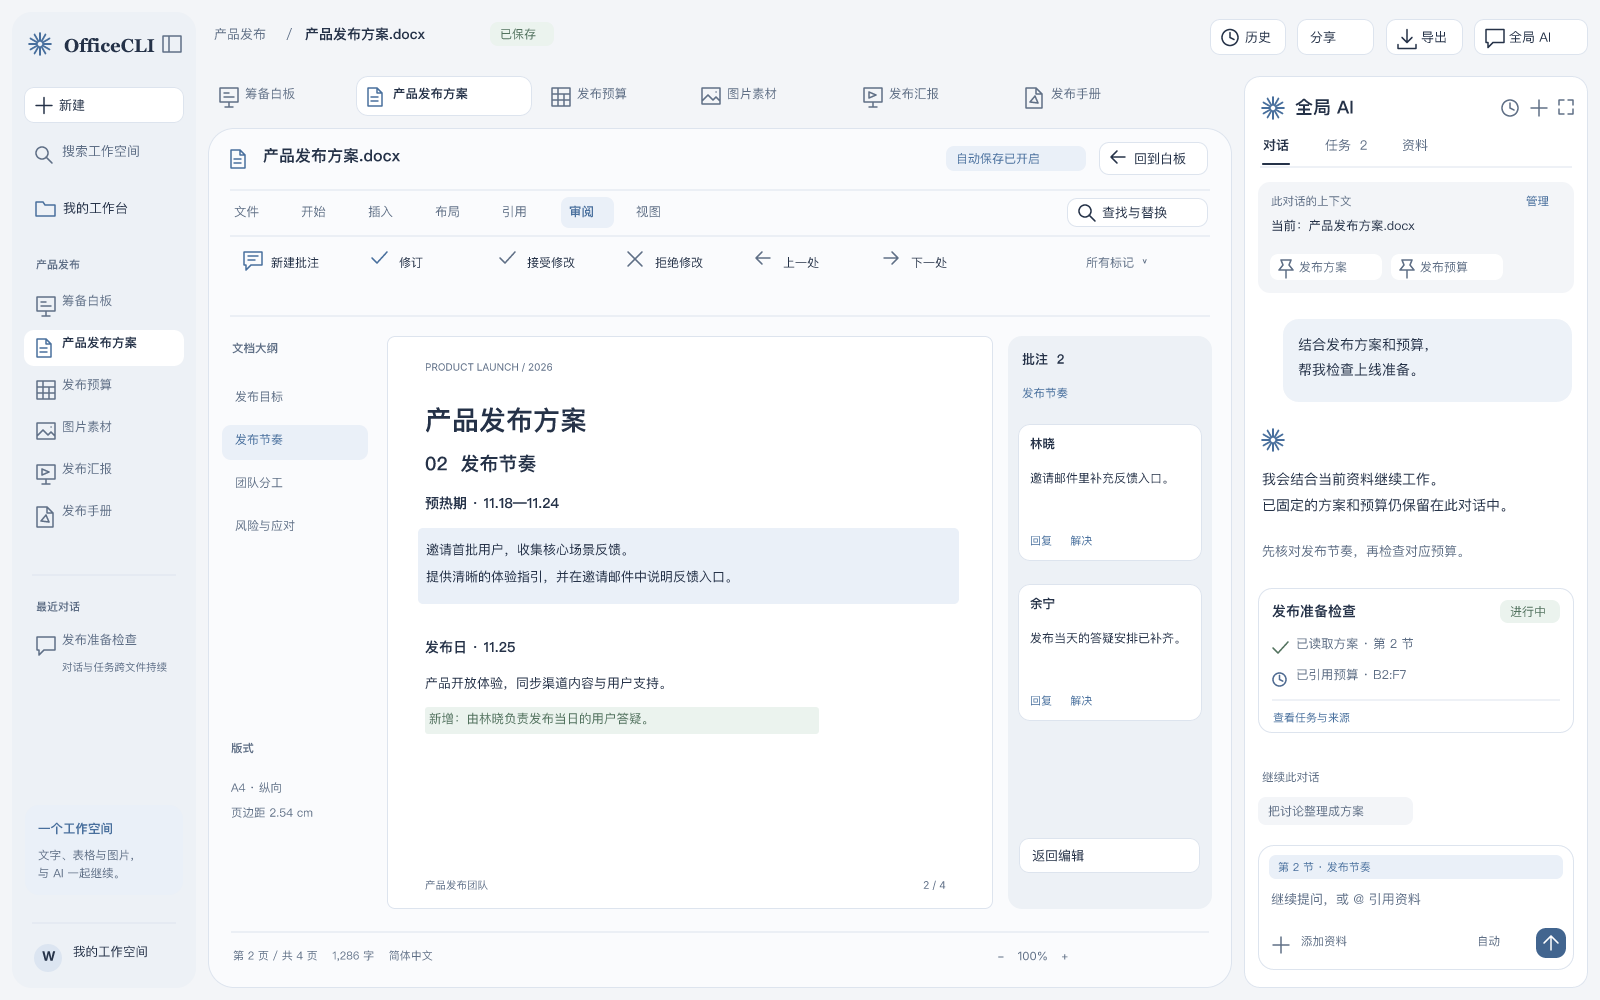 OfficeCLI
新建
搜索工作空间
我的工作台
产品发布
筹备白板
产品发布方案
发布预算
图片素材
发布汇报
发布手册
最近对话
发布准备检查
对话与任务跨文件持续
一个工作空间
文字、表格与图片，
与 AI 一起继续。
W 我的工作空间
产品发布 / 产品发布方案.docx 已保存
历史 分享 导出 全局 AI
筹备白板 产品发布方案 发布预算 图片素材 发布汇报 发布手册
产品发布方案.docx 自动保存已开启 回到白板
文件 开始 插入 布局 引用 审阅 视图 查找与替换
新建批注 修订 接受修改 拒绝修改 上一处 下一处 所有标记
文档大纲
发布目标
发布节奏
团队分工
风险与应对
版式
A4 · 纵向
页边距 2.54 cm
PRODUCT LAUNCH / 2026
产品发布方案
02 发布节奏
预热期 · 11.18—11.24
邀请首批用户，收集核心场景反馈。
提供清晰的体验指引，并在邀请邮件中说明反馈入口。
发布日 · 11.25
产品开放体验，同步渠道内容与用户支持。
新增：由林晓负责发布当日的用户答疑。
产品发布团队 2 / 4
批注 2
发布节奏
林晓
邀请邮件里补充反馈入口。
回复 解决
余宁
发布当天的答疑安排已补齐。
回复 解决
返回编辑
第 2 页 / 共 4 页 1,286 字 简体中文 − 100% +
全局 AI
对话 任务 2 资料
此对话的上下文 管理
当前：产品发布方案.docx
发布方案 发布预算
结合发布方案和预算，
帮我检查上线准备。
我会结合当前资料继续工作。
已固定的方案和预算仍保留在此对话中。
先核对发布节奏，再检查对应预算。
发布准备检查 进行中
已读取方案 · 第 2 节
已引用预算 · B2:F7
查看任务与来源
继续此对话
把讨论整理成方案
第 2 节 · 发布节奏
继续提问，或 @ 引用资料
添加资料 自动